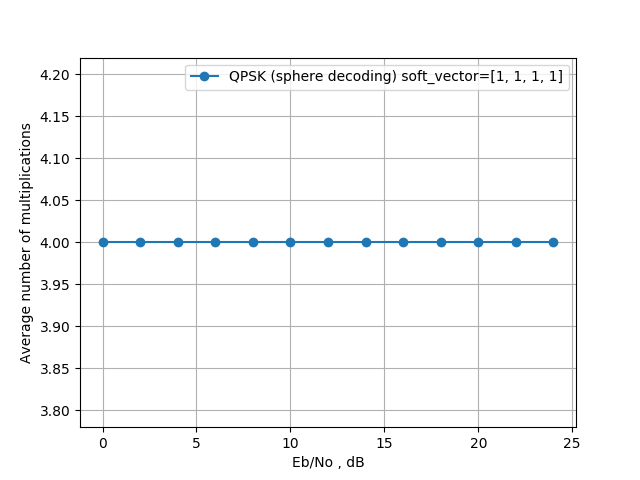 QPSK (sphere decoding) soft_vector=[1, 1, 1, 1]
4.20
4.15
4.10
4.05
4.00
3.95
3.90
3.85
3.80
Average number of multiplications
0 5 10 15 20 25
Eb/No , dB